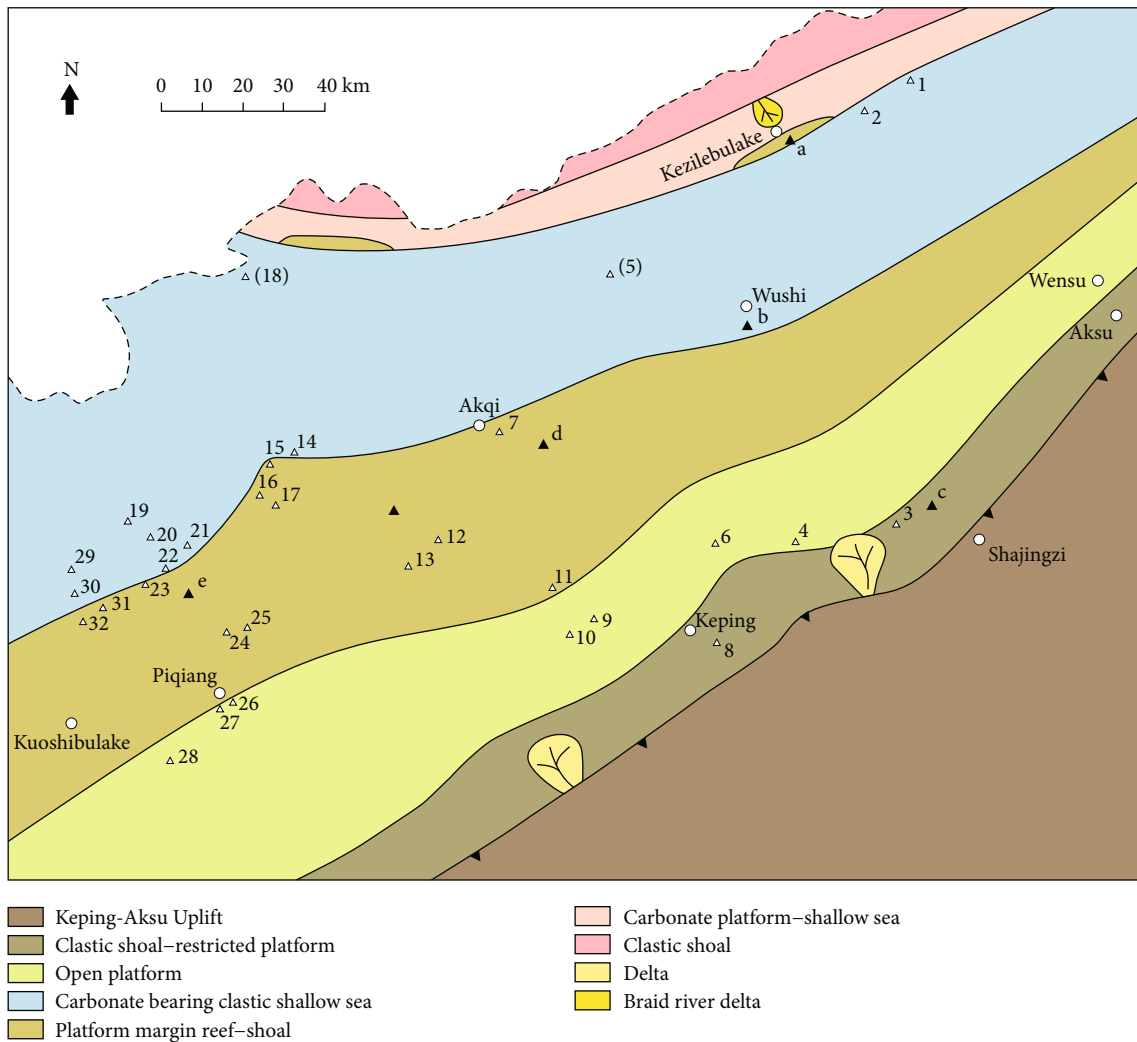 N
0 10 20 30 40 km
1
2
Kezilebulake
a
(18)
(5)
Wushi
b
Wensu
Aksu
Akqi
7
d
15
14
16
17
c
3
19
20
21
12
6
4
Shajingzi
29
22
13
30
23
e
11
31
32
25
9
24
10
Keping
8
Piqiang
26
27
Kuoshibulake
28
Keping-Aksu Uplift
Clastic shoal–restricted platform
Open platform
Carbonate bearing clastic shallow sea
Platform margin reef–shoal
Carbonate platform–shallow sea
Clastic shoal
Delta
Braid river delta